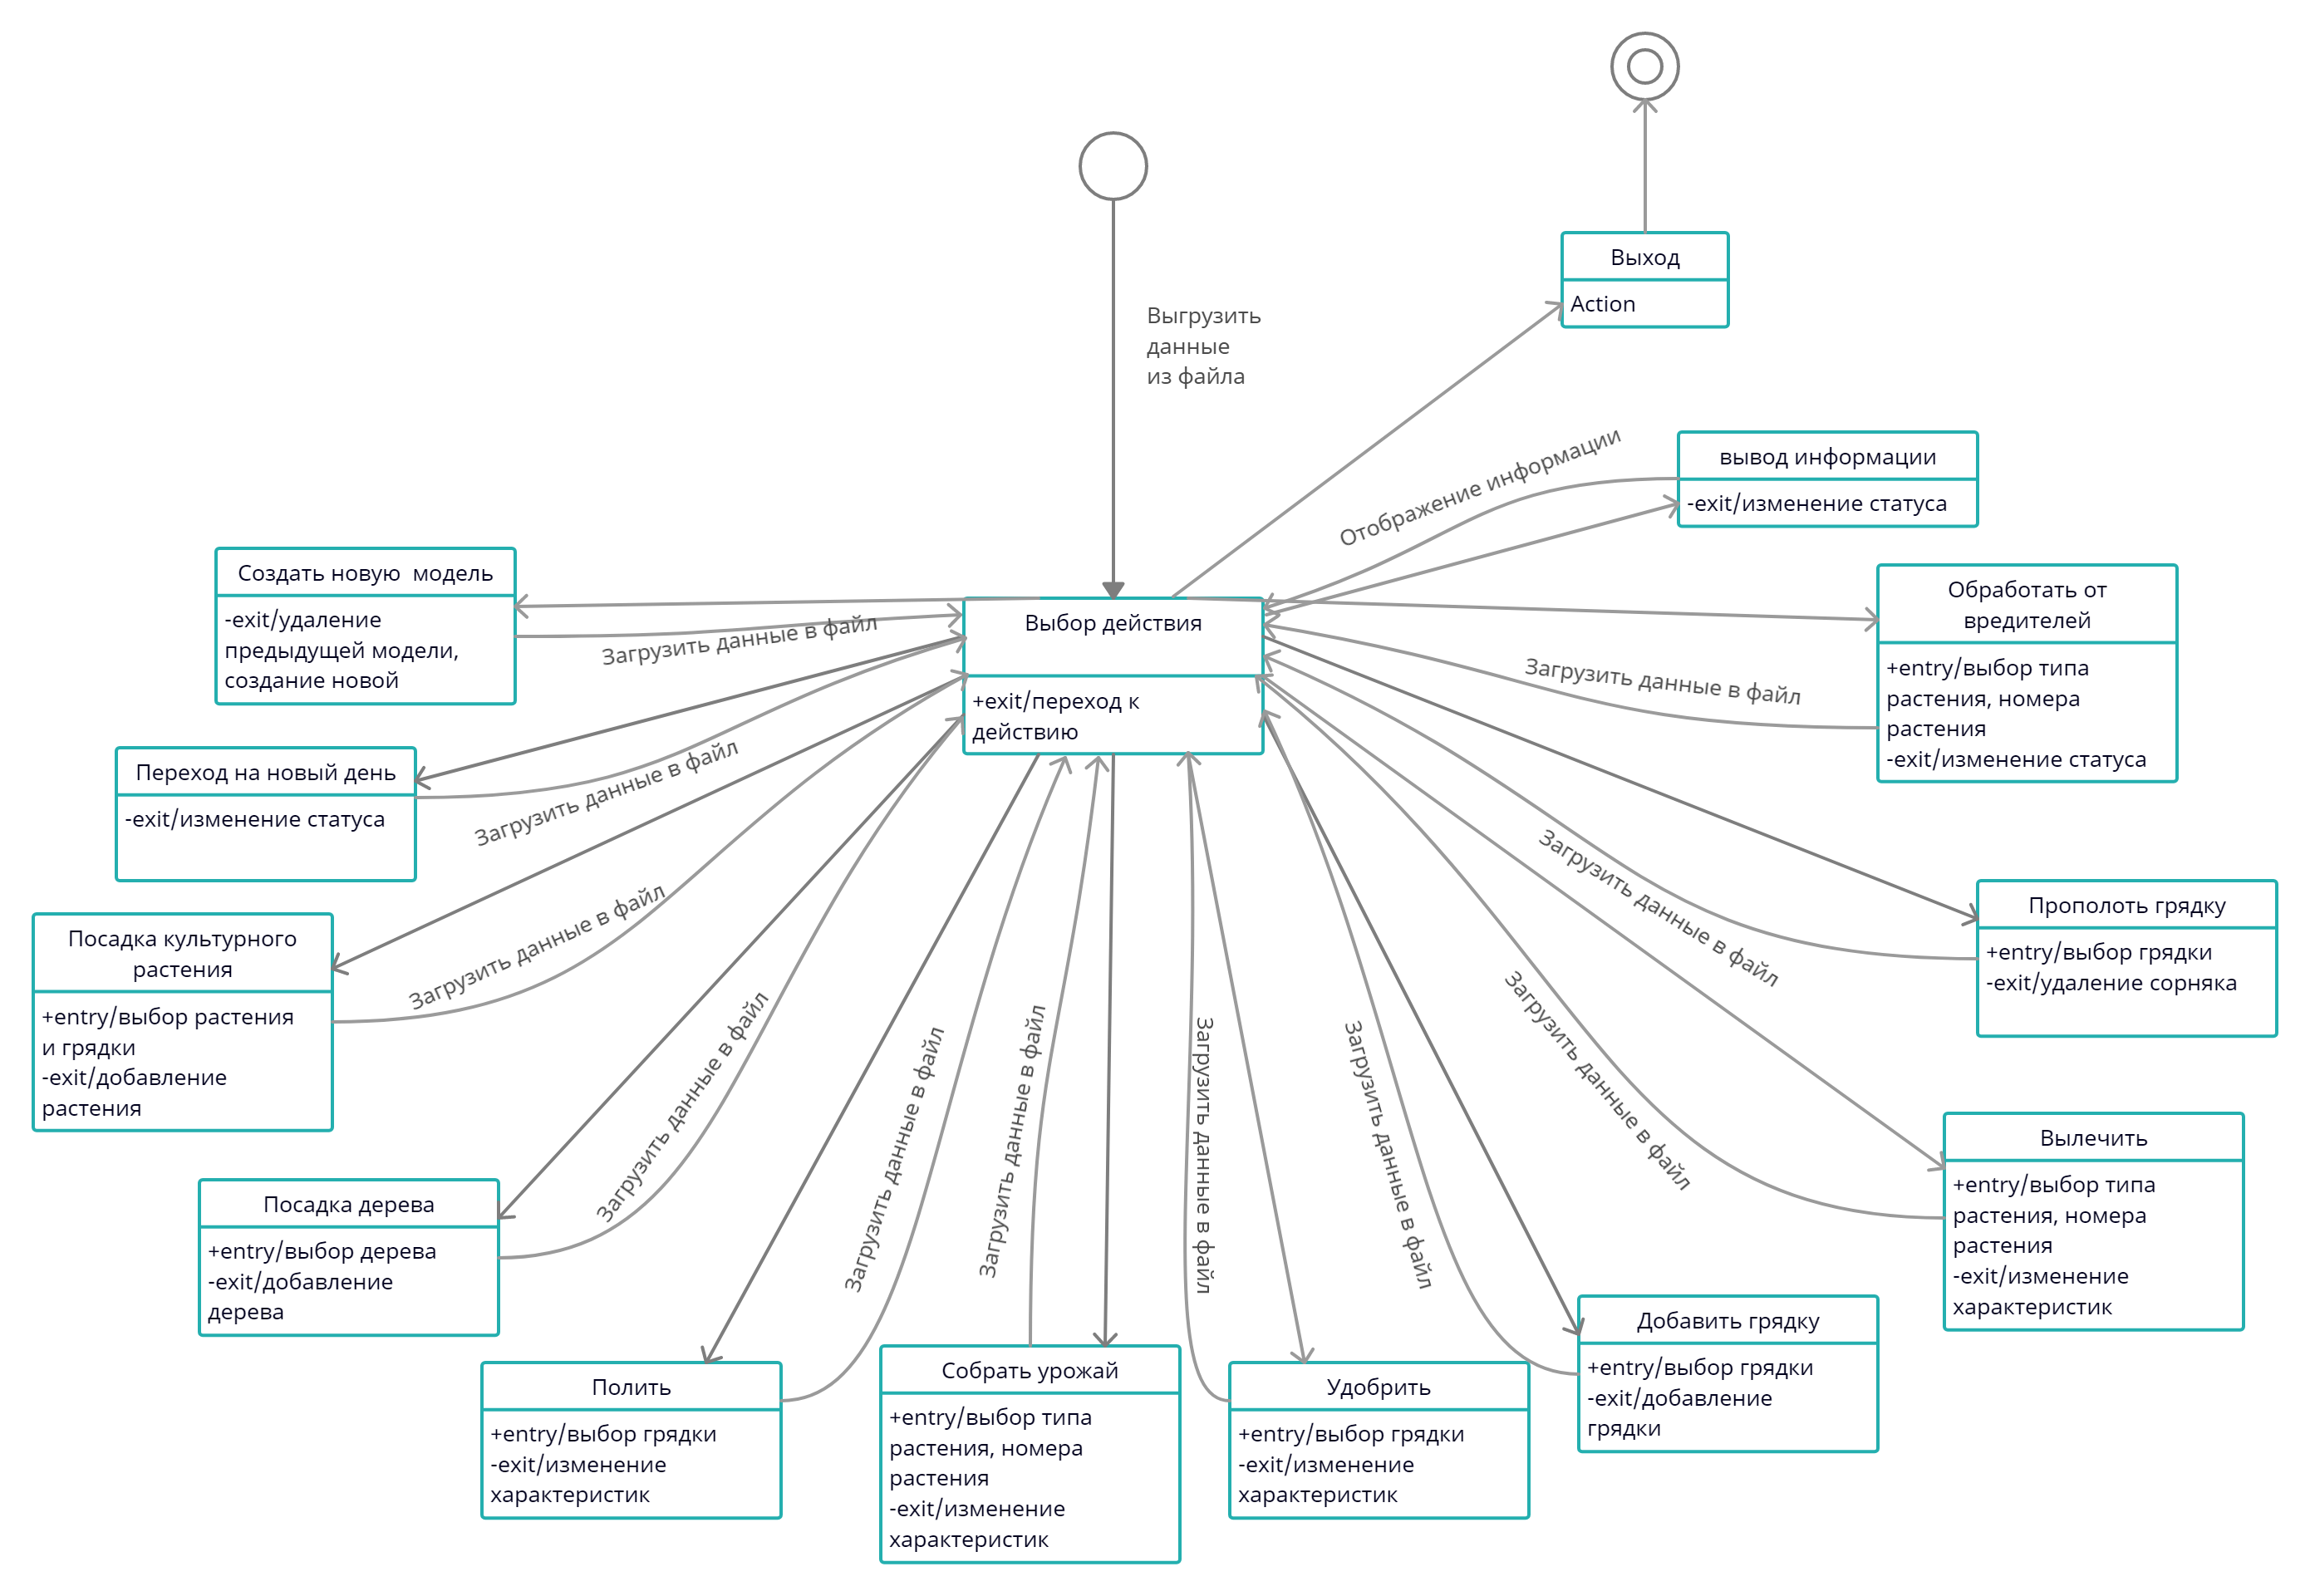 Выход
Action
Выгрузить
данные
из файла
Отображение информации
вывод информации
-exit/изменение статуса
Создать новую  модель
-exit/удаление
предыдущей модели,
создание новой
Загрузить данные в файл
Выбор действия
+exit/переход к
действию
Обработать от
вредителей
+entry/выбор типа
растения, номера
растения
-exit/изменение статуса
Загрузить данные в файл
Переход на новый день
-exit/изменение статуса
Загрузить данные в файл
Посадка культурного
растения
+entry/выбор растения
и грядки
-exit/добавление
растения
Загрузить данные в файл
Прополоть грядку
+entry/выбор грядки
-exit/удаление сорняка
Загрузить данные в файл
Посадка дерева
+entry/выбор дерева
-exit/добавление
дерева
Загрузить данные в файл
Загрузить данные в файл
Загрузить данные в файл
Загрузить данные в файл
Загрузить данные в файл
Загрузить данные в файл
Вылечить
+entry/выбор типа
растения, номера
растения
-exit/изменение
характеристик
Полить
+entry/выбор грядки
-exit/изменение
характеристик
Собрать урожай
+entry/выбор типа
растения, номера
растения
-exit/изменение
характеристик
Удобрить
+entry/выбор грядки
-exit/изменение
характеристик
Добавить грядку
+entry/выбор грядки
-exit/добавление
грядки